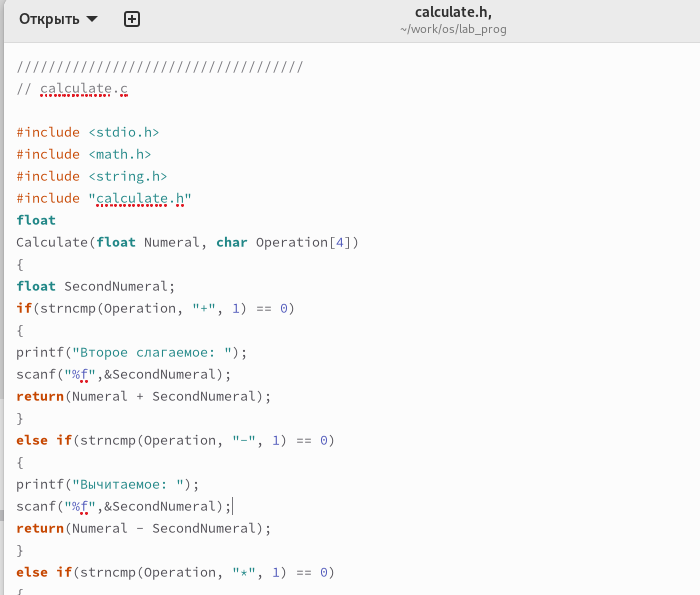 Открыть
calculate.h,
~/work/os/lab_prog
////////////////////////////////////
// calculate.c
#include <stdio.h>
#include <math.h>
#include <string.h>
#include "calculate.h"
float
Calculate(float Numeral, char Operation[4])
{
float SecondNumeral;
if(strncmp(Operation, "+", 1) == 0)
{
printf("Второе слагаемое: ");
scanf("%f",&SecondNumeral);
return(Numeral + SecondNumeral);
}
else if(strncmp(Operation, "-", 1) == 0)
{
printf("Вычитаемое: ");
scanf("%f",&SecondNumeral);
return(Numeral - SecondNumeral);
}
else if(strncmp(Operation, "*", 1) == 0)
{